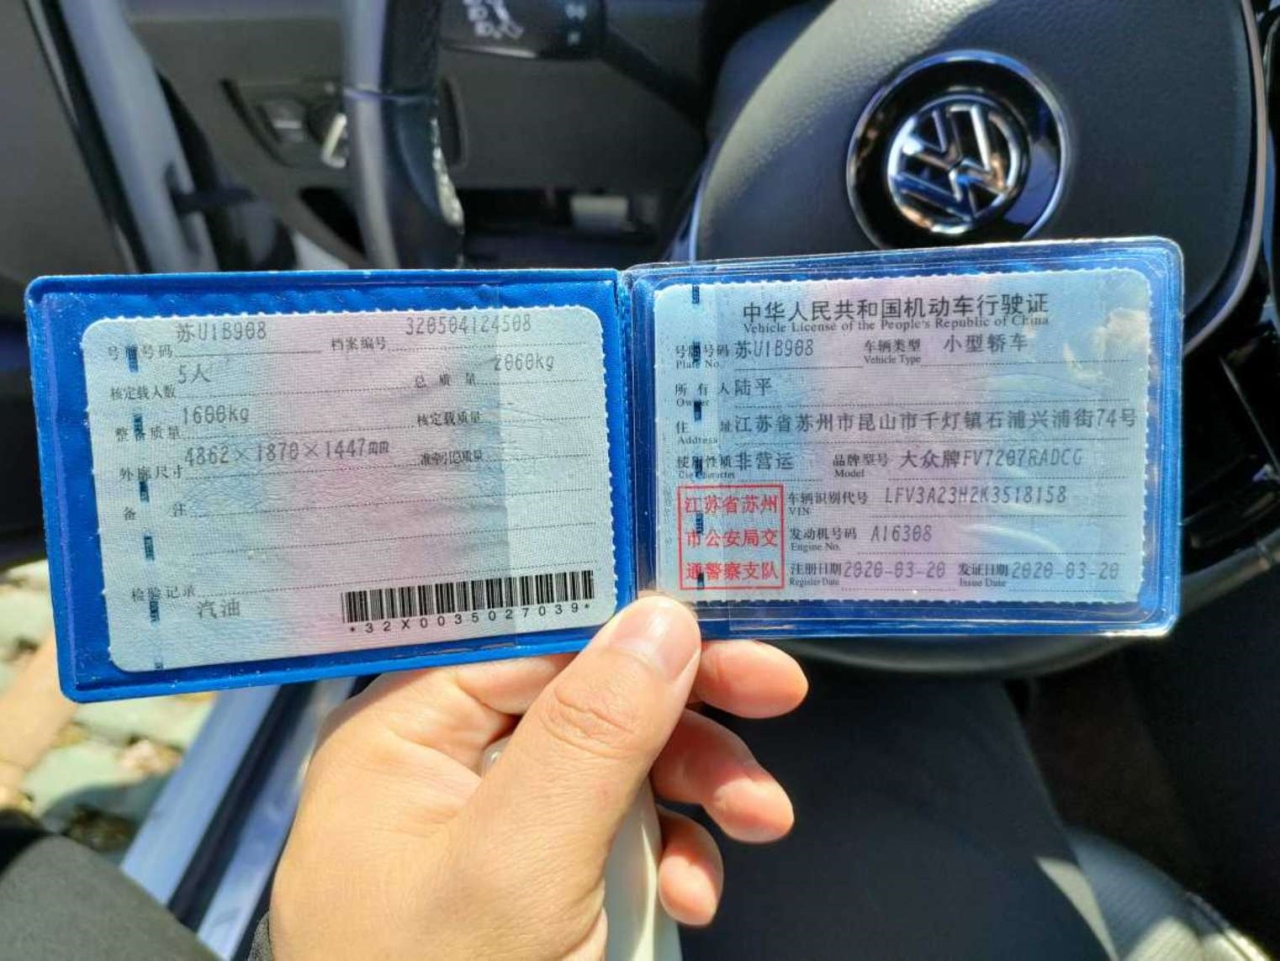 苏U1B908 320504124508
号牌号码 档案编号
5人 2060kg
核定载人数 总质量
1600kg
整备质量 核定载质量
4862×1870×1447mm
外廓尺寸 准牵引总质量
备注
检验记录
汽油
*32X0035027039*
中华人民共和国机动车行驶证
Vehicle License of the People's Republic of China
号牌号码 苏U1B908 车辆类型 小型轿车
Plate No. Vehicle Type
所有人 陆平
Owner
住址 江苏省苏州市昆山市千灯镇石浦兴浦街74号
Address
使用性质 非营运 品牌型号 大众牌FV7207RADCG
Use Character Model
江苏省苏州
市公安局交
通警察支队
车辆识别代号 LFV3A23H2K3518158
VIN
发动机号码 A16308
Engine No.
注册日期 2020-03-20 发证日期 2020-03-20
Register Date Issue Date